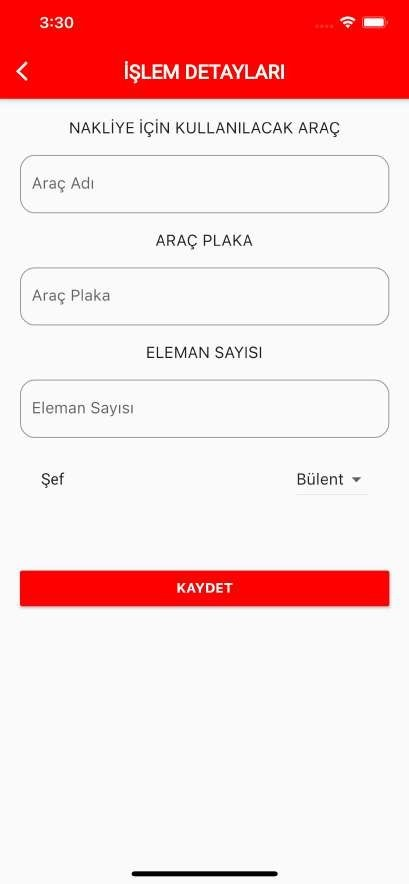 3:30
İŞLEM DETAYLARI
NAKLİYE İÇİN KULLANILACAK ARAÇ
Araç Adı
ARAÇ PLAKA
Araç Plaka
ELEMAN SAYISI
Eleman Sayısı
Şef Bülent
KAYDET